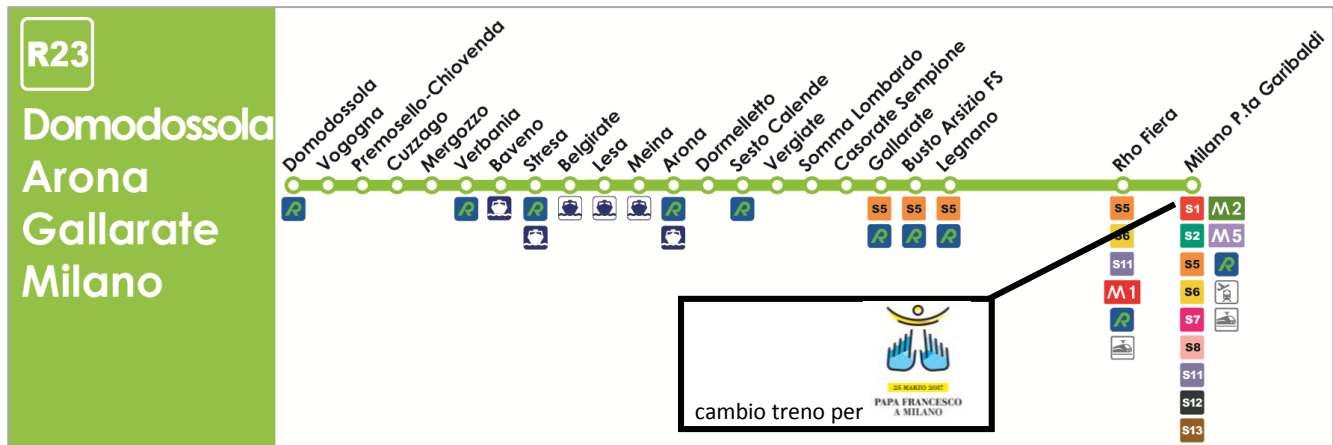 R23
Domodossola
Arona
Gallarate
Milano
Domodossola
Vogogna
Premosello-Chiovenda
Cuzzago
Mergozzo
Verbania
Baveno
Stresa
Belgirate
Lesa
Meina
Arona
Dormelletto
Sesto Calende
Vergiate
Somma Lombardo
Casorate Sempione
Gallarate
Busto Arsizio FS
Legnano
Rho Fiera
Milano P.ta Garibaldi
R
R
R
R
R
S5
R
S5
R
S5
R
S5
S6
S11
M1
R
S1 M2
S2 M5
S5 R
S6
S7
S8
S11
S12
S13
25 MARZO 2017
PAPA FRANCESCO
A MILANO
cambio treno per